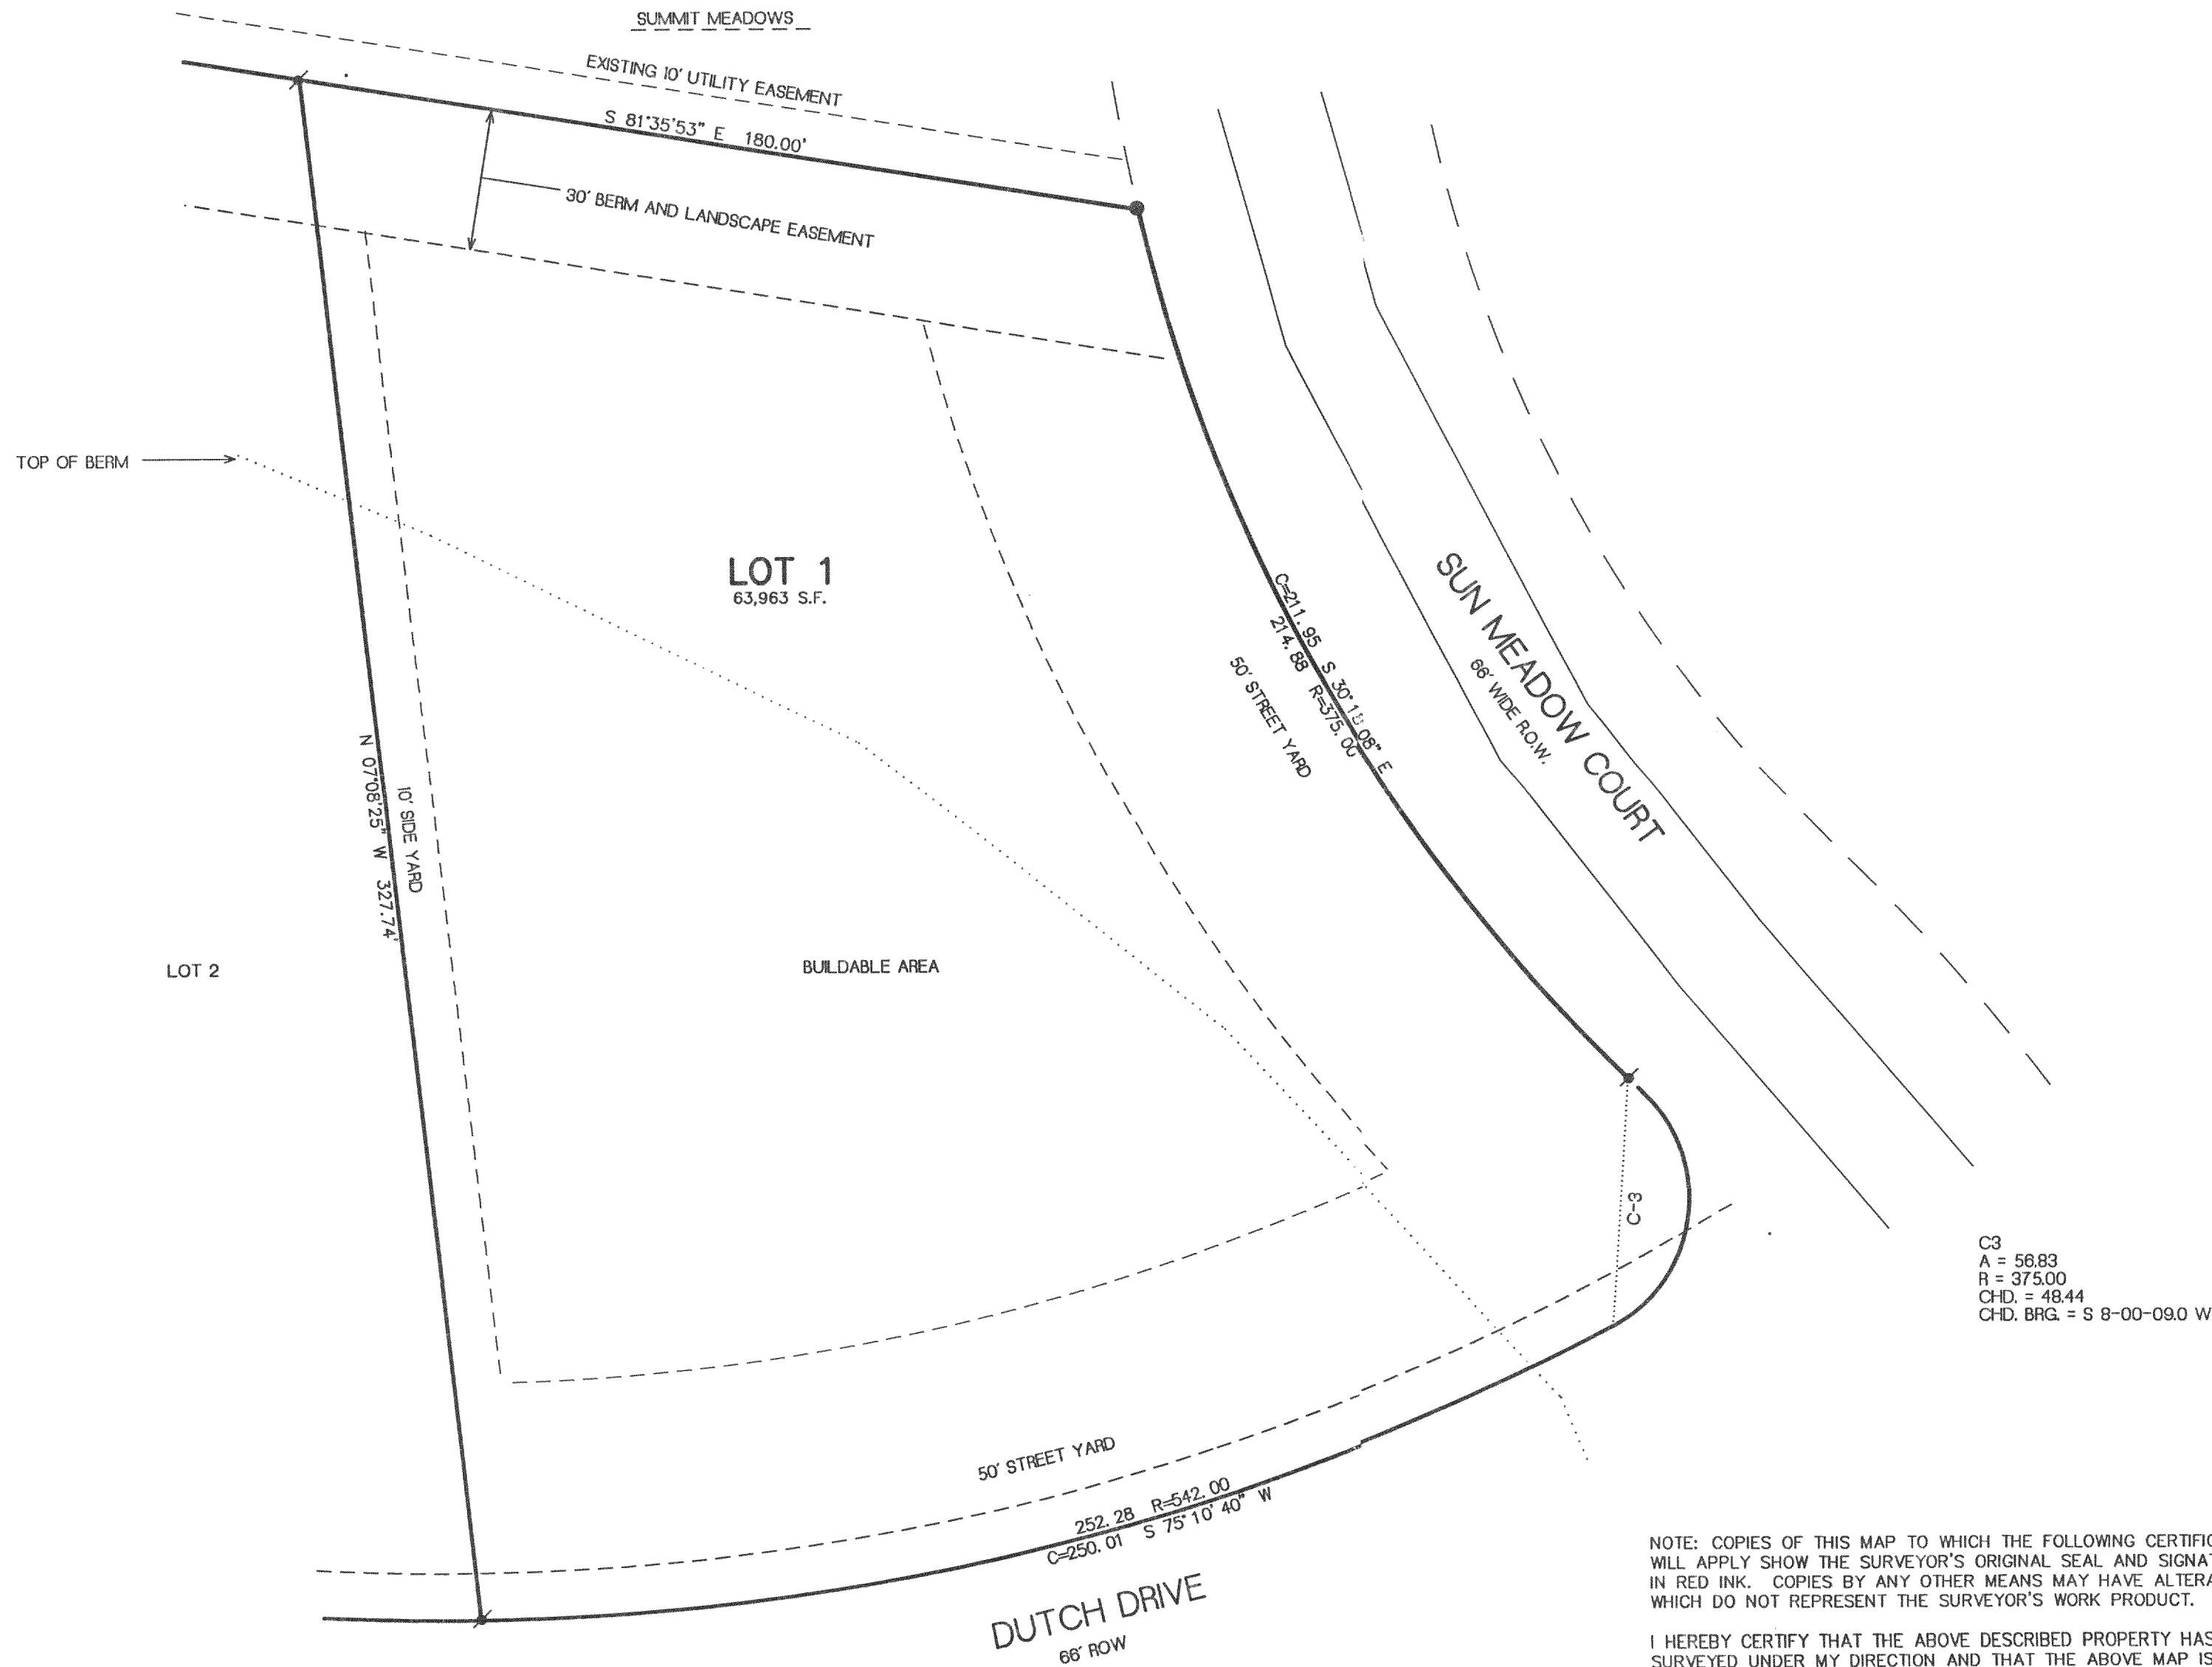 SUMMIT MEADOWS
EXISTING 10' UTILITY EASEMENT
S 81°35'53" E 180.00'
30' BERM AND LANDSCAPE EASEMENT
TOP OF BERM
LOT 1
63,963 S.F.
C=211.95 S 30° 08" E
214.88 R=375.00
50' STREET YARD
SUN MEADOW COURT
66' WIDE R.O.W.
N 07°08'25" W 327.74'
10' SIDE YARD
LOT 2
BUILDABLE AREA
C-3
C3
A = 56.83
R = 375.00
CHD. = 48.44
CHD. BRG. = S 8-00-09.0 W
50' STREET YARD
252.28 R=542.00
C=250.01 S 75°10'40" W
DUTCH DRIVE
66' ROW
NOTE: COPIES OF THIS MAP TO WHICH THE FOLLOWING CERTIFIC
WILL APPLY SHOW THE SURVEYOR'S ORIGINAL SEAL AND SIGNAT
IN RED INK. COPIES BY ANY OTHER MEANS MAY HAVE ALTERA
WHICH DO NOT REPRESENT THE SURVEYOR'S WORK PRODUCT.
I HEREBY CERTIFY THAT THE ABOVE DESCRIBED PROPERTY HAS
SURVEYED UNDER MY DIRECTION AND THAT THE ABOVE MAP IS